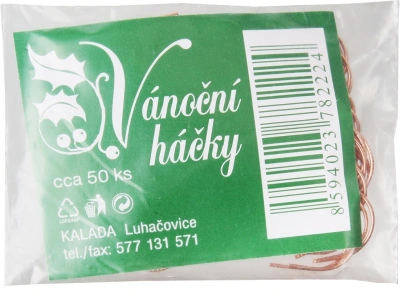 Vánoční
háčky
cca 50 ks
KALADA Luhačovice
tel./fax: 577 131 571
8594023782224